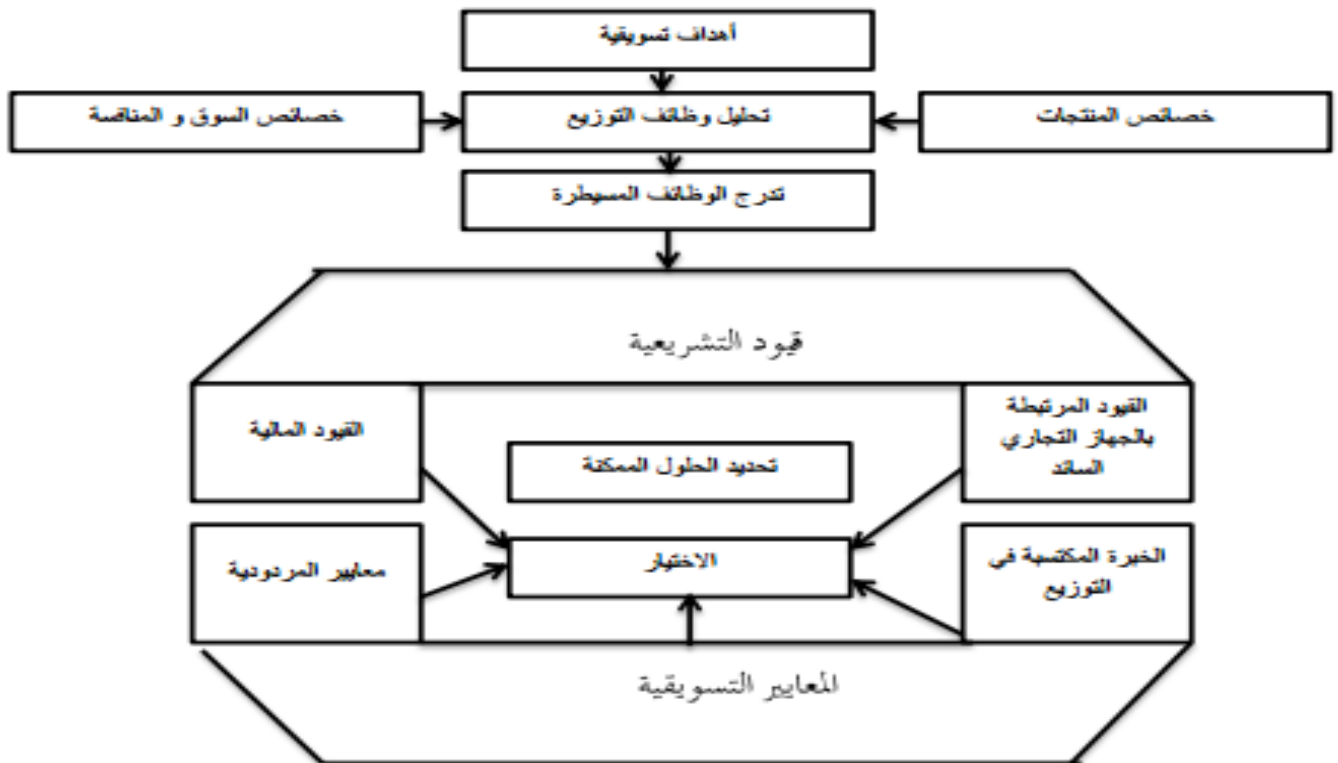 أهداف تسويقية
خصائص المنتجات
تحليل وظائف التوزيع
خصائص السوق و المنافسة
تدرج الوظائف المسيطرة
قيود التشريعية
القيود المرتبطة
بالجهاز التجاري
السائد
القيود المالية
تحديد الحلول الممكنة
الاختيار
الخبرة المكتسبة في
التوزيع
معايير المردودية
المعايير التسويقية